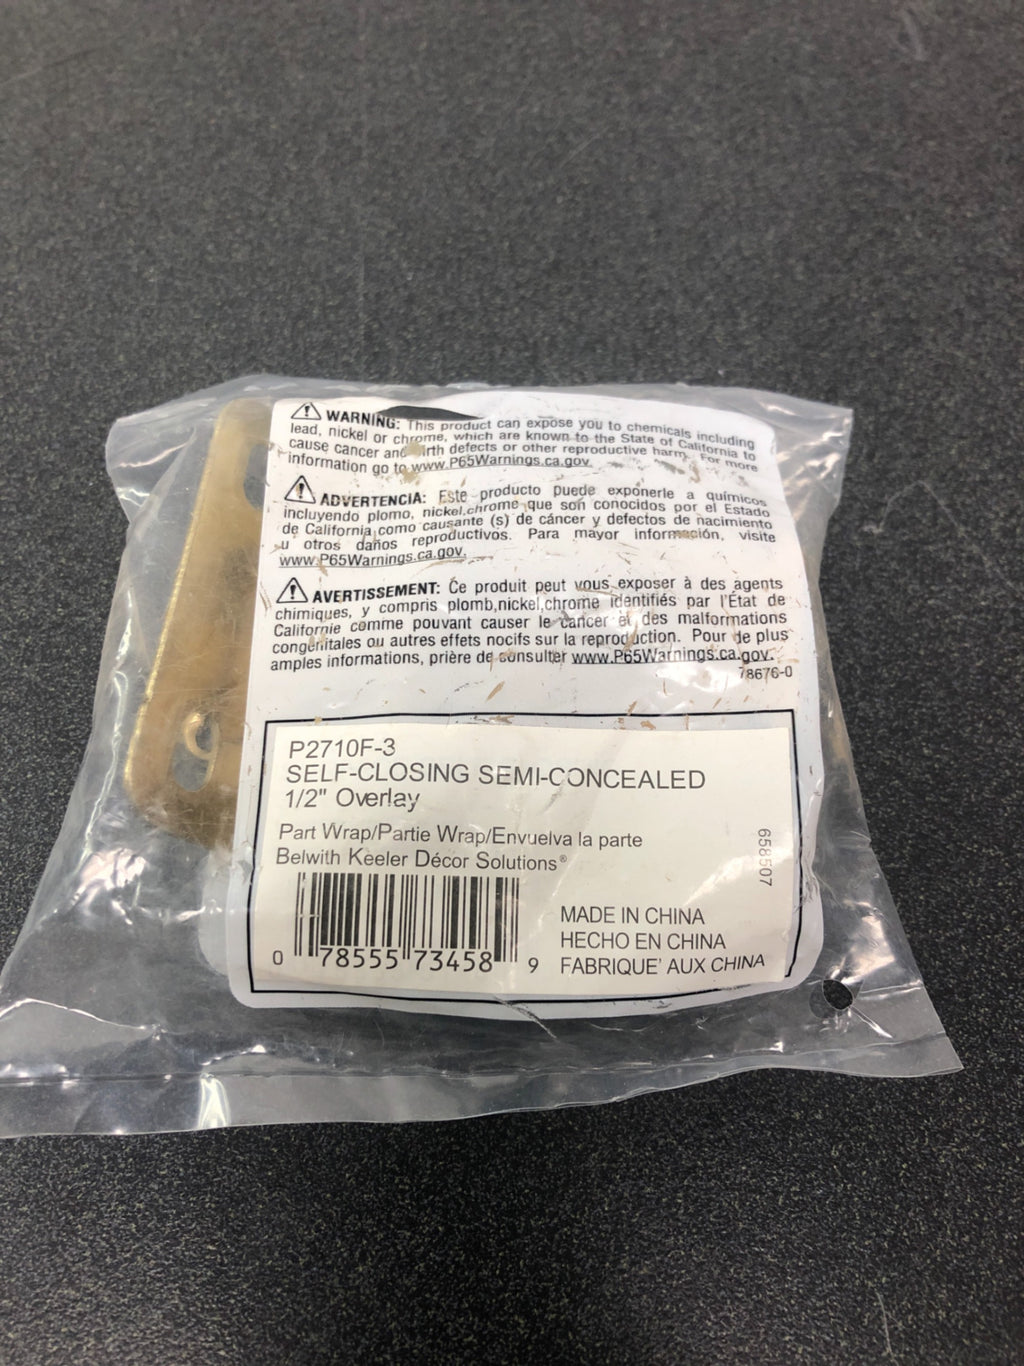 WARNING: This product can expose you to chemicals including
lead, nickel or chrome, which are known to the State of California to
cause cancer and birth defects or other reproductive harm. For more
information go to www.P65Warnings.ca.gov.
ADVERTENCIA: Este producto puede exponerle a químicos
incluyendo plomo, nickel,chrome que son conocidos por el Estado
de California como causante (s) de cáncer y defectos de nacimiento
u otros daños reproductivos. Para mayor información, visite
www.P65Warnings.ca.gov.
AVERTISSEMENT: Ce produit peut vous exposer à des agents
chimiques, y compris plomb,nickel,chrome identifiés par l'État de
Californie comme pouvant causer le cancer et des malformations
congénitales ou autres effets nocifs sur la reproduction. Pour de plus
amples informations, prière de consulter www.P65Warnings.ca.gov.
78676-0
P2710F-3
SELF-CLOSING SEMI-CONCEALED
1/2" Overlay
Part Wrap/Partie Wrap/Envuelva la parte
Belwith Keeler Décor Solutions®
658507
MADE IN CHINA
HECHO EN CHINA
FABRIQUE' AUX CHINA
0 78555 73458 9